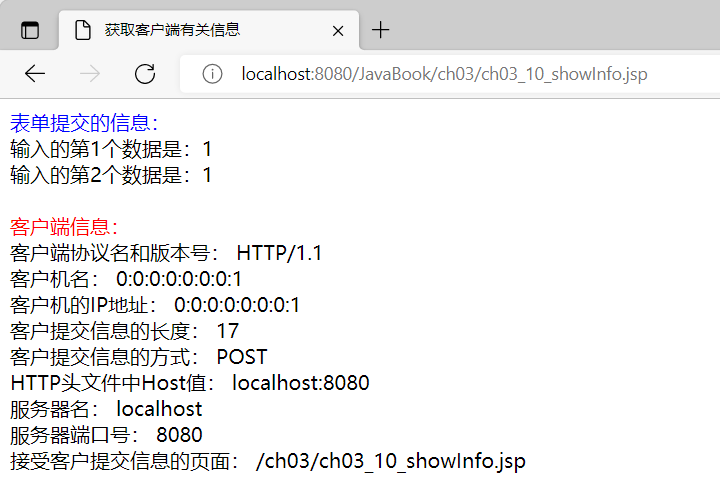 获取客户端有关信息
localhost:8080/JavaBook/ch03/ch03_10_showInfo.jsp
表单提交的信息：
输入的第1个数据是：1
输入的第2个数据是：1
客户端信息：
客户端协议名和版本号： HTTP/1.1
客户机名： 0:0:0:0:0:0:0:1
客户机的IP地址： 0:0:0:0:0:0:0:1
客户提交信息的长度： 17
客户提交信息的方式： POST
HTTP头文件中Host值： localhost:8080
服务器名： localhost
服务器端口号： 8080
接受客户提交信息的页面： /ch03/ch03_10_showInfo.jsp